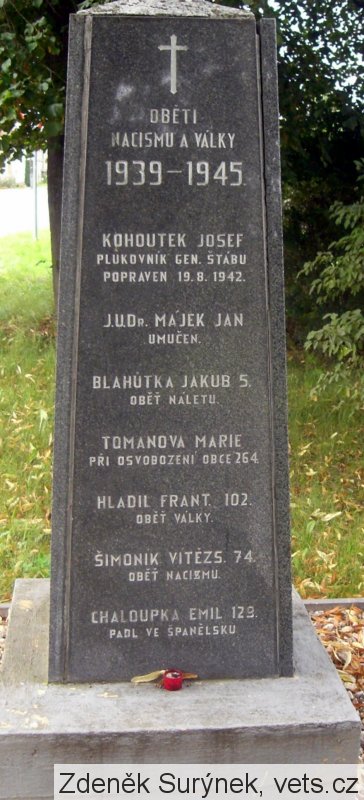 OBĚTI
NACISMU A VÁLKY
1939-1945
KOHOUTEK JOSEF
PLUKOVNÍK GEN. ŠTÁBU
POPRAVEN 19.8.1942.
J.U.Dr. MÁJEK JAN
UMUČEN.
BLAHŮTKA JAKUB 5.
OBĚŤ NÁLETU.
TOMANOVA MARIE
PŘI OSVOBOZENÍ OBCE 264.
HLADIL FRANT. 102.
OBĚŤ VÁLKY.
ŠIMONÍK VÍTĚZS. 74.
OBĚŤ NACISMU.
CHALOUPKA EMIL 129.
PADL VE ŠPANĚLSKU
Zdeněk Surýnek, vets.cz